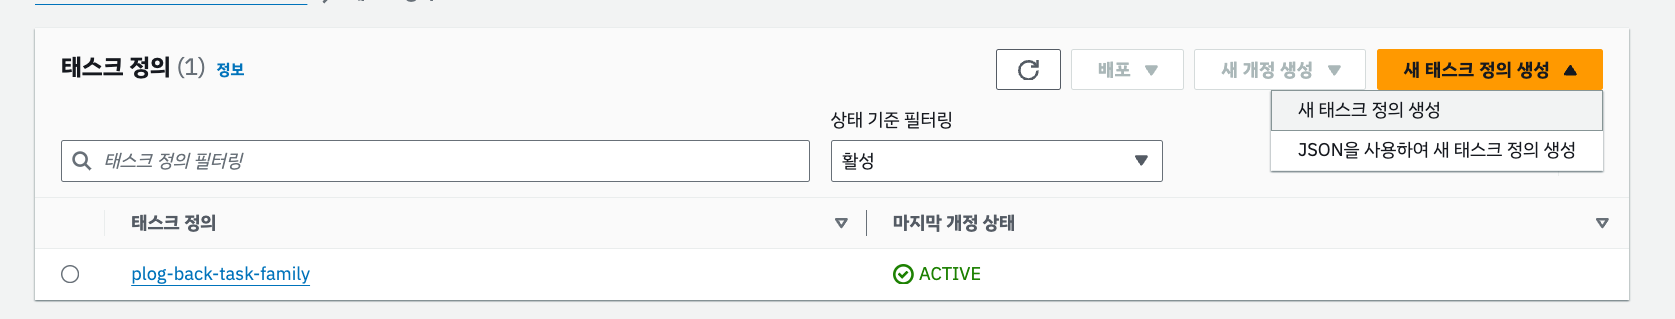 태스크 정의 (1) 정보
배포
새 개정 생성
새 태스크 정의 생성
새 태스크 정의 생성
JSON을 사용하여 새 태스크 정의 생성
상태 기준 필터링
태스크 정의 필터링
활성
태스크 정의
마지막 개정 상태
plog-back-task-family
ACTIVE